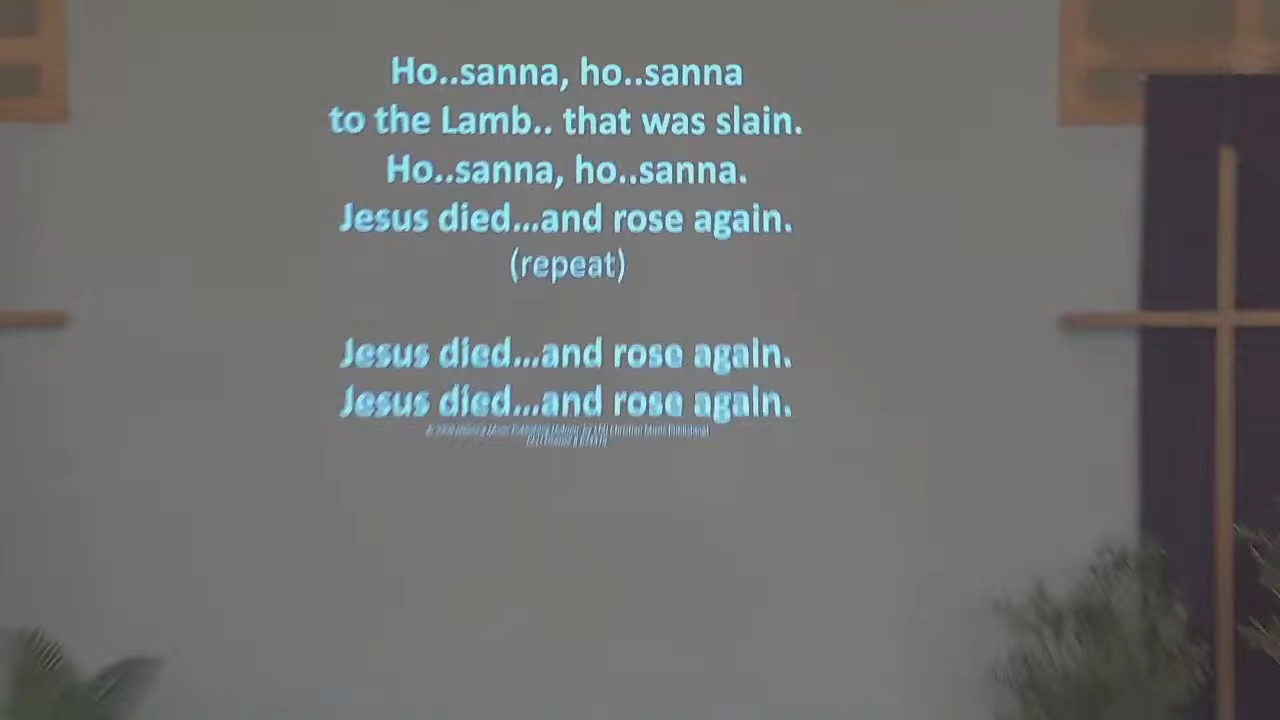 Ho..sanna, ho..sanna
to the Lamb.. that was slain.
Ho..sanna, ho..sanna.
Jesus died...and rose again.
(repeat)
Jesus died...and rose again.
Jesus died...and rose again.